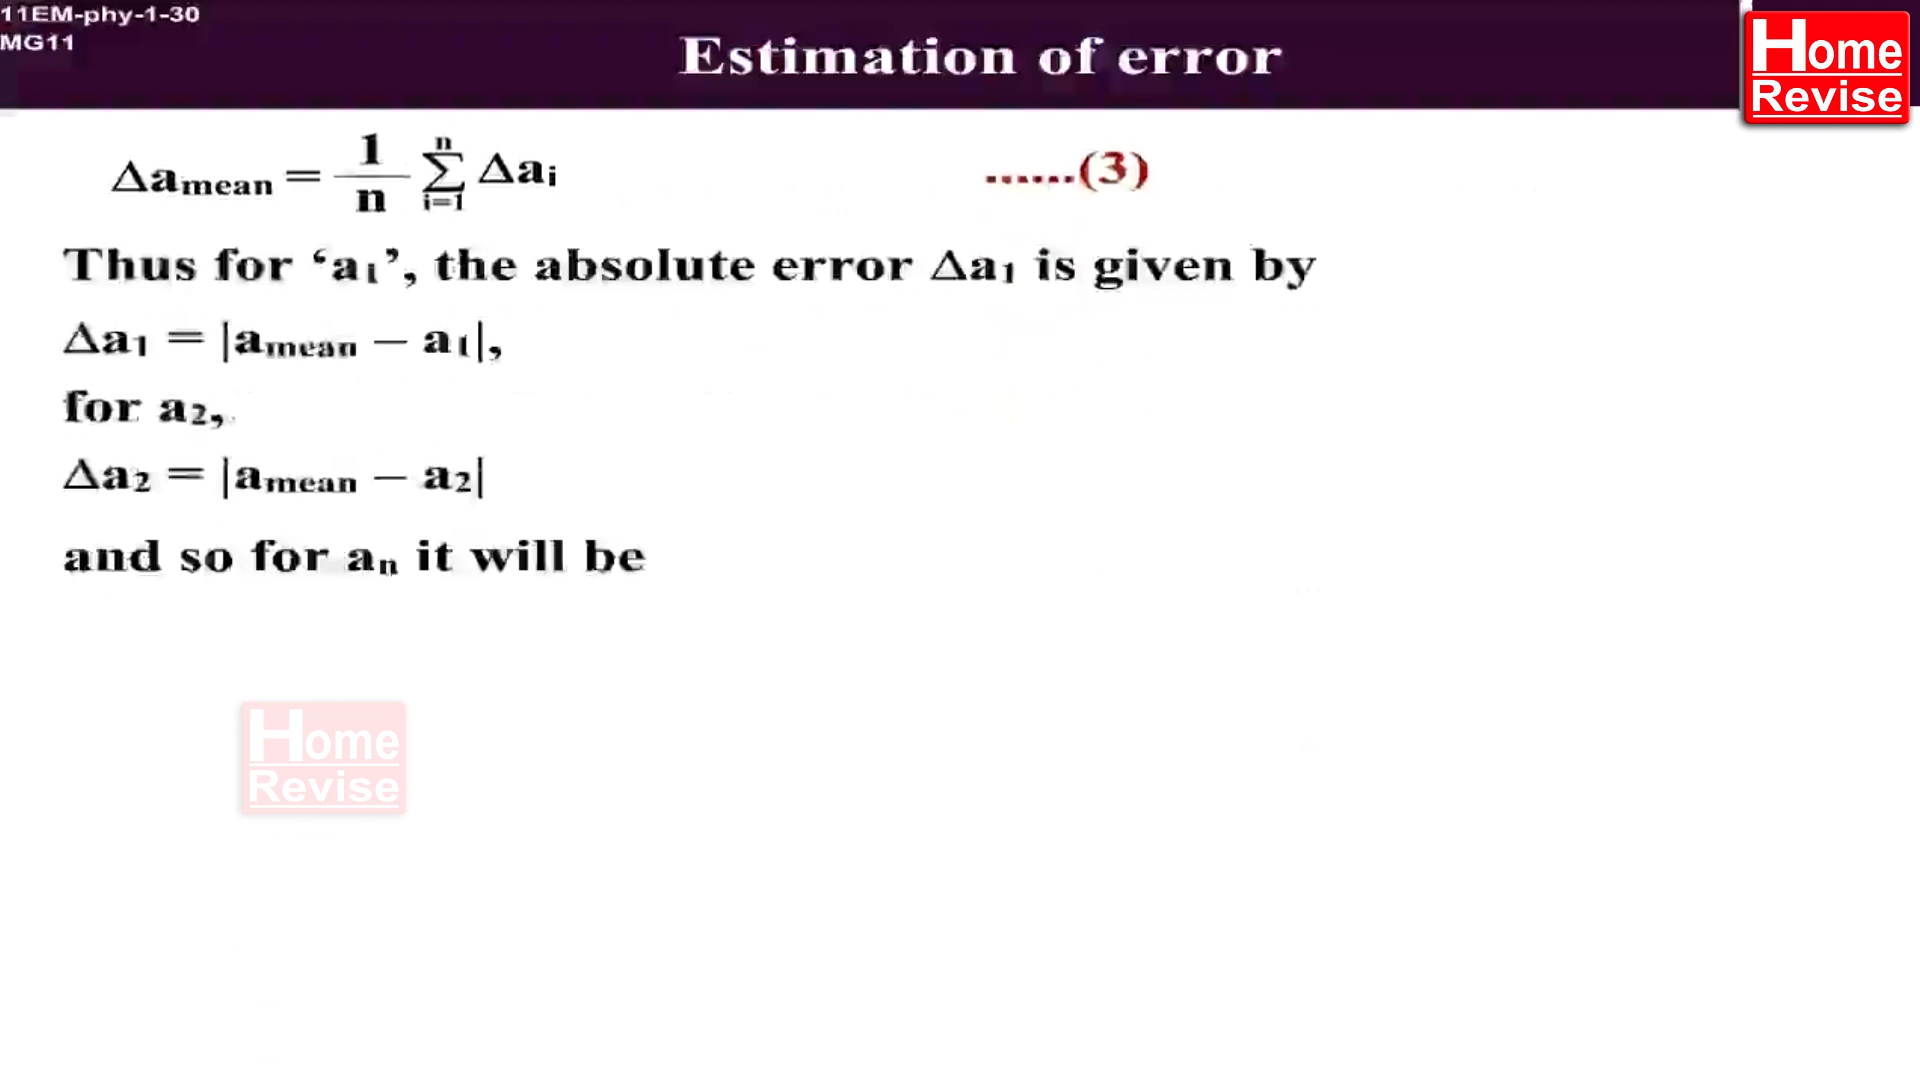 11EM-phy-1-30
MG11
Estimation of error
Home
Revise
Δaₘₑₐₙ = 1/n Σⁿᵢ₌₁ Δaᵢ ......(3)
Thus for ‘a₁’, the absolute error Δa₁ is given by
Δa₁ = |aₘₑₐₙ − a₁|,
for a₂,
Δa₂ = |aₘₑₐₙ − a₂|
and so for aₙ it will be
Home
Revise